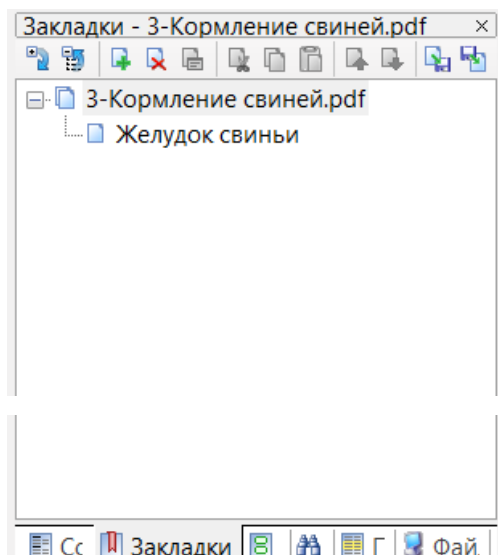 Закладки - 3-Кормление свиней.pdf
3-Кормление свиней.pdf
Желудок свиньи
Сс Закладки Г Фай